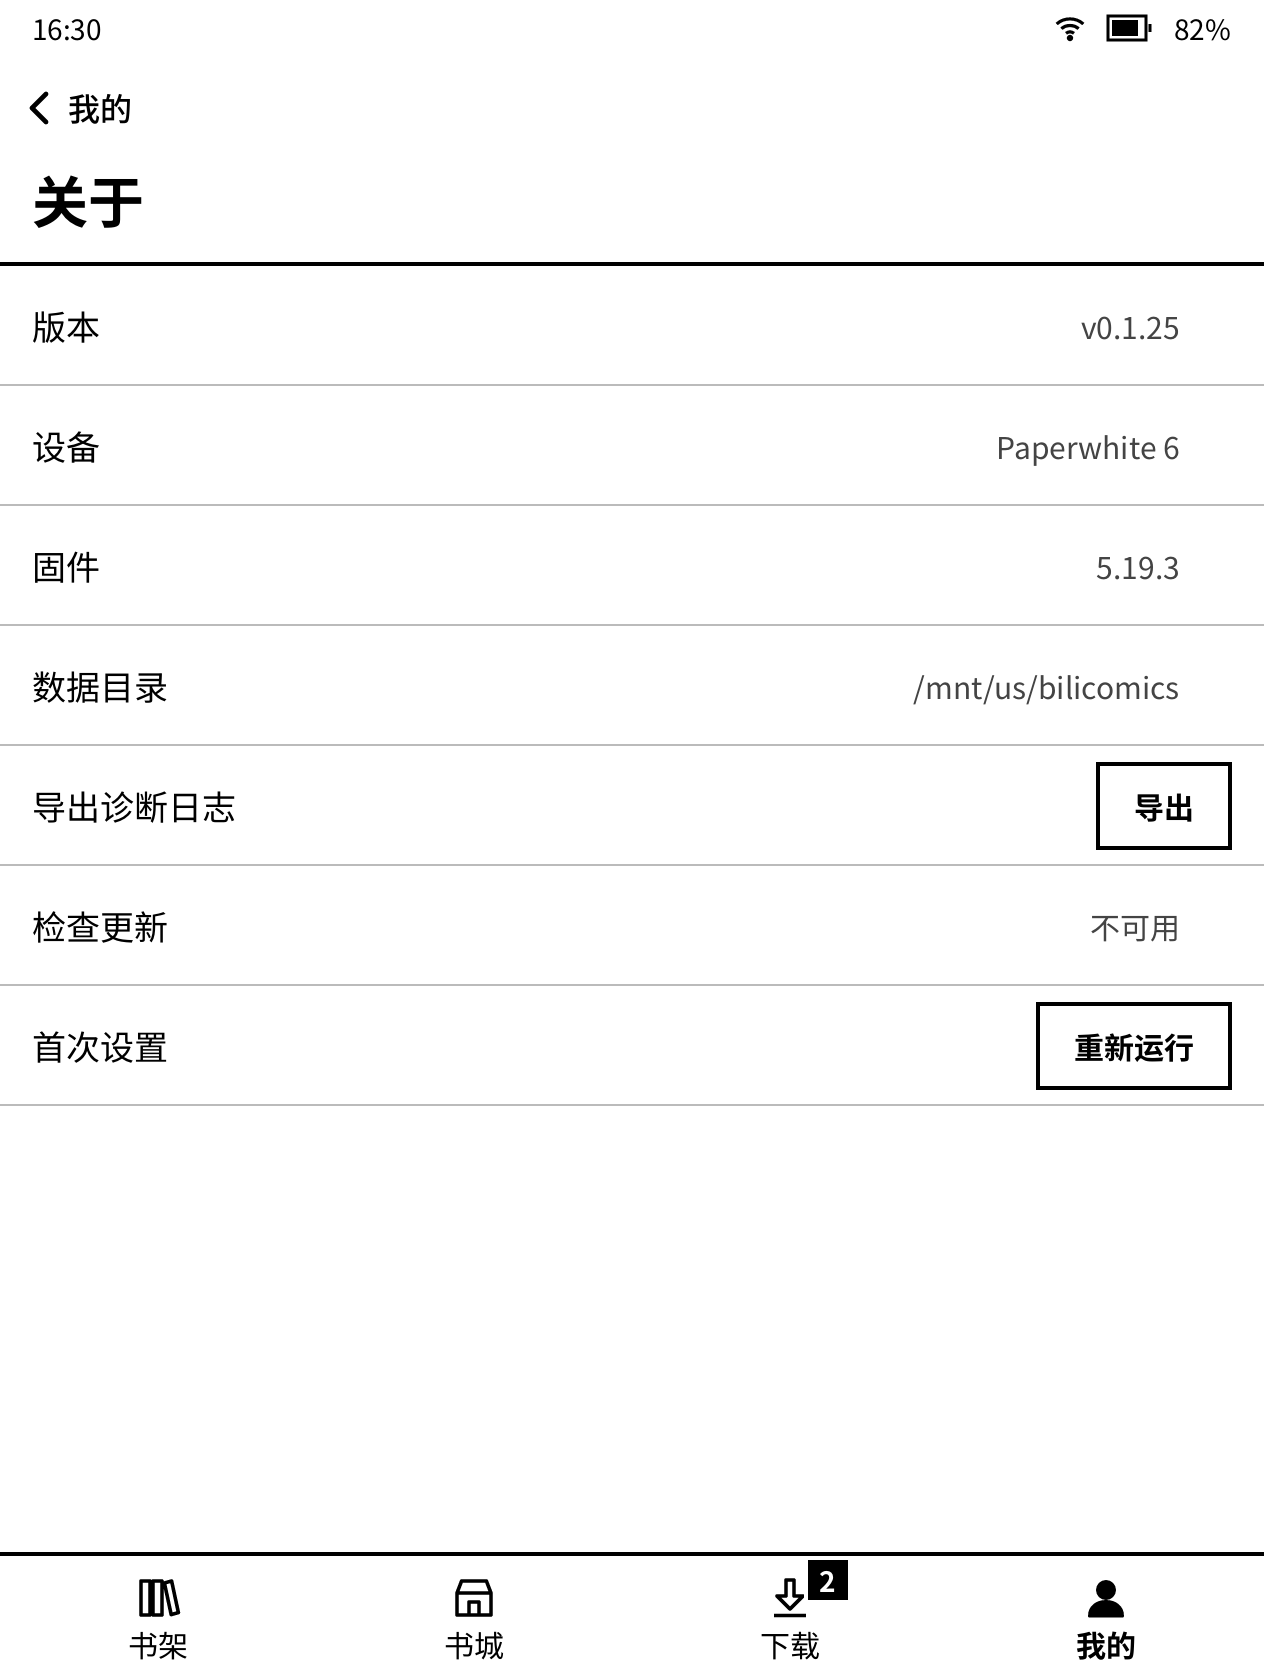 16:30 82%
我的
关于
版本 v0.1.25
设备 Paperwhite 6
固件 5.19.3
数据目录 /mnt/us/bilicomics
导出诊断日志 导出
检查更新 不可用
首次设置 重新运行
2
书架 书城 下载 我的